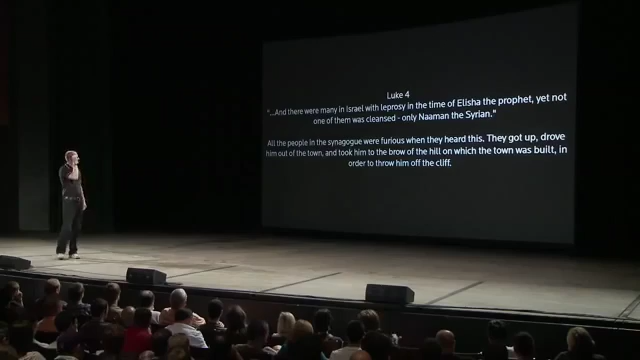 Luke 4
"...And there were many in Israel with leprosy in the time of Elisha the prophet, yet not
one of them was cleansed - only Naaman the Syrian."
All the people in the synagogue were furious when they heard this. They got up, drove
him out of the town, and took him to the brow of the hill on which the town was built, in
order to throw him off the cliff.